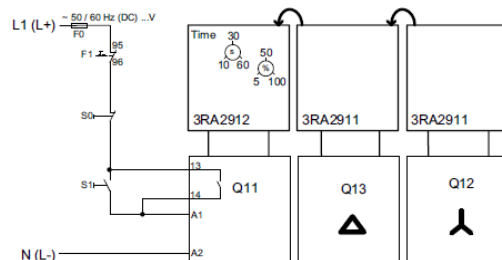 L1 (L+)
~ 50 / 60 Hz (DC) ...V
F0
F1
95
96
S0
S1
13
14
A1
A2
N (L-)
Time
30
s
10 60
50
%
5 100
3RA2912
3RA2911
3RA2911
Q11
Q13
Q12